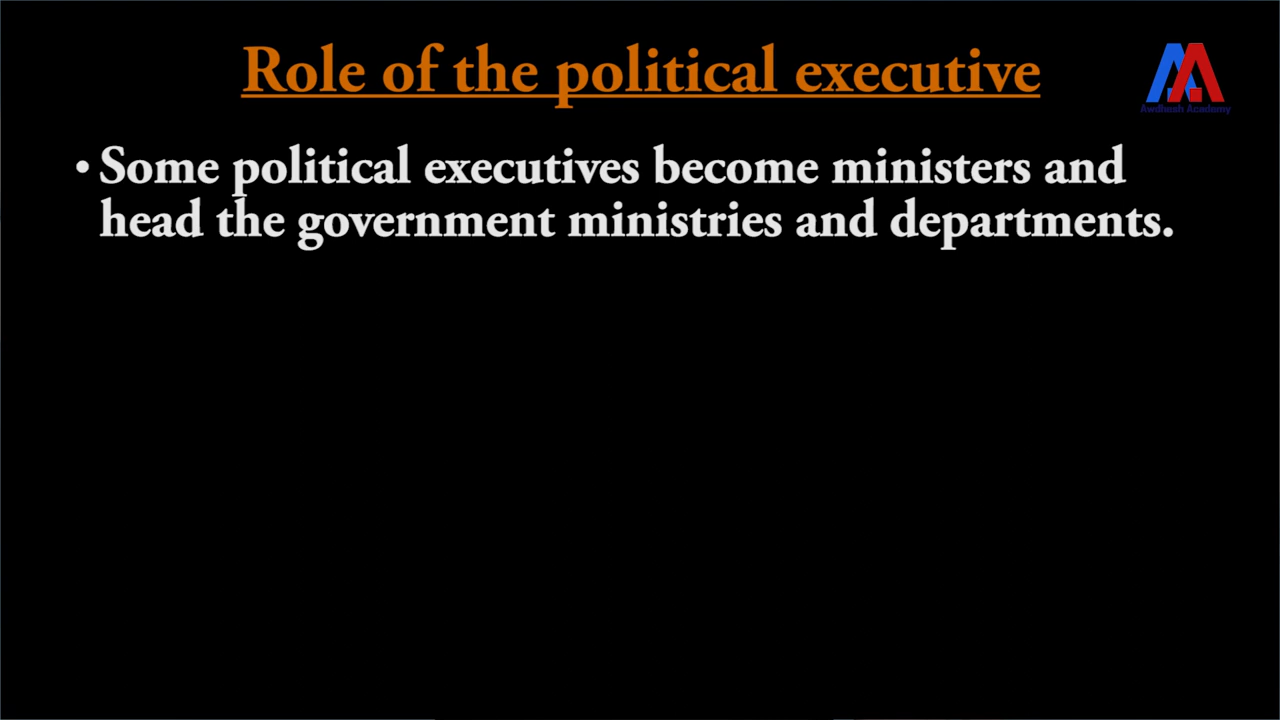 Role of the political executive
Awdhesh Academy
• Some political executives become ministers and
head the government ministries and departments.